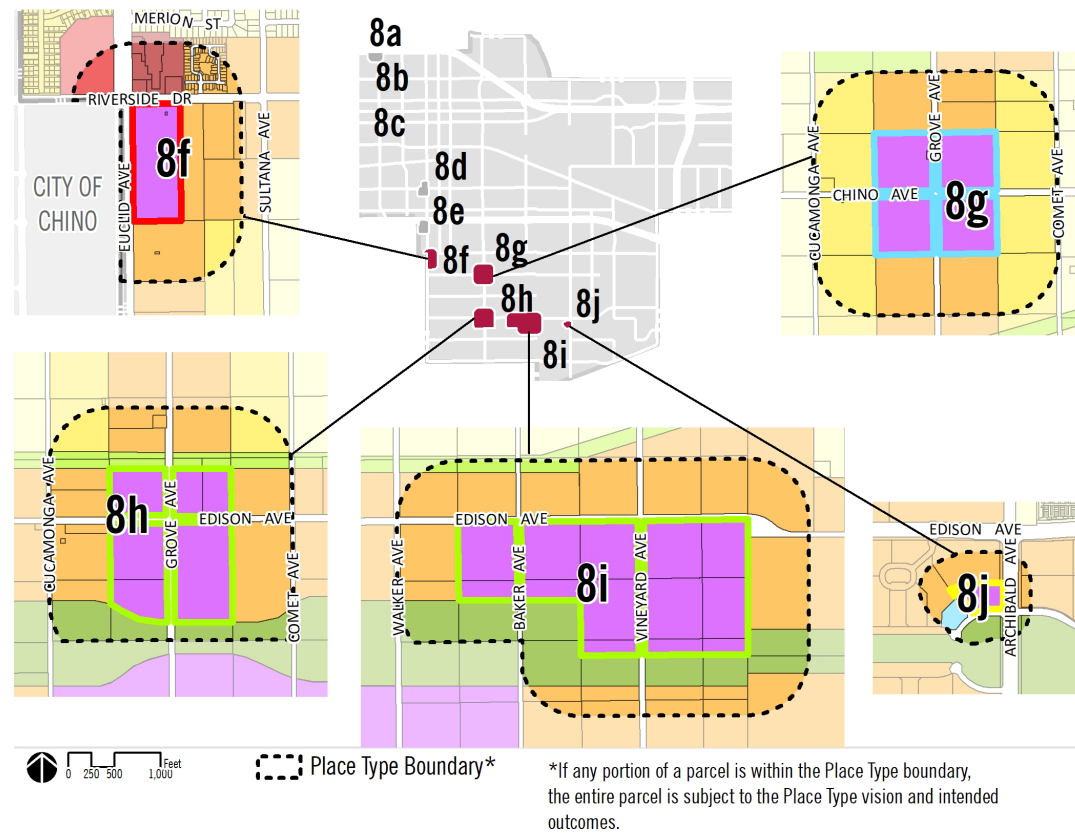 MERION ST
RIVERSIDE DR
8f
CITY OF
CHINO
EUCLID AVE
SULTANA AVE
8a
8b
8c
8d
8e
8f
8g
8h
8i
8j
GROVE AVE
CUCAMONGA AVE
CHINO AVE
8g
COMET AVE
CUCAMONGA AVE
8h
GROVE AVE
EDISON AVE
COMET AVE
EDISON AVE
WALKER AVE
BAKER AVE
8i
VINEYARD AVE
EDISON AVE
8j
ARCHIBALD AVE
0 250 500 1,000 Feet
Place Type Boundary*
*If any portion of a parcel is within the Place Type boundary,
the entire parcel is subject to the Place Type vision and intended
outcomes.